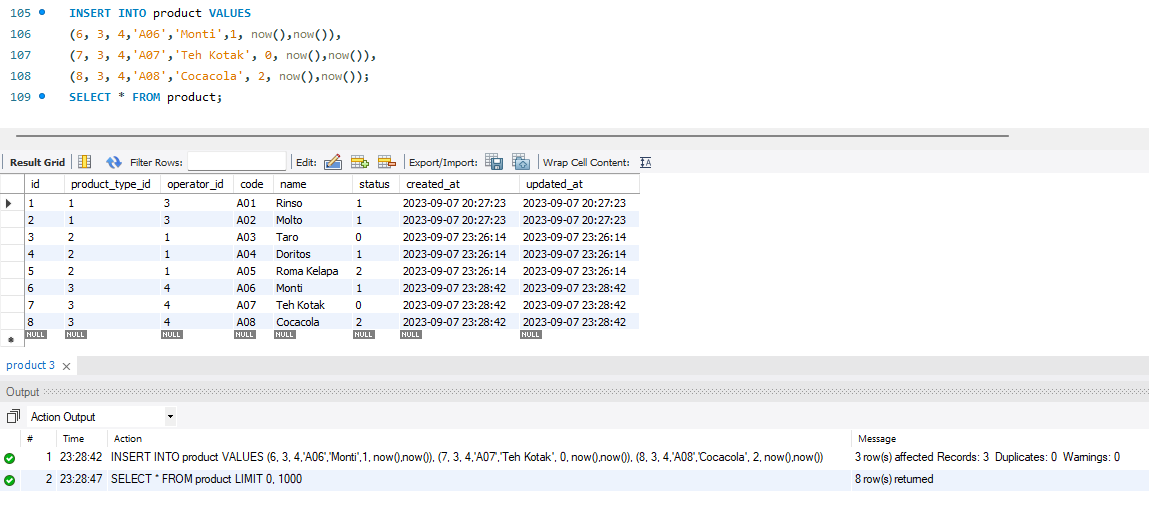 105 INSERT INTO product VALUES
106 (6, 3, 4,'A06','Monti',1, now(),now()),
107 (7, 3, 4,'A07','Teh Kotak', 0, now(),now()),
108 (8, 3, 4,'A08','Cocacola', 2, now(),now());
109 SELECT * FROM product;
Result Grid Filter Rows: Edit: Export/Import: Wrap Cell Content: IA
id product_type_id operator_id code name status created_at updated_at
1 1 3 A01 Rinso 1 2023-09-07 20:27:23 2023-09-07 20:27:23
2 1 3 A02 Molto 1 2023-09-07 20:27:23 2023-09-07 20:27:23
3 2 1 A03 Taro 0 2023-09-07 23:26:14 2023-09-07 23:26:14
4 2 1 A04 Doritos 1 2023-09-07 23:26:14 2023-09-07 23:26:14
5 2 1 A05 Roma Kelapa 2 2023-09-07 23:26:14 2023-09-07 23:26:14
6 3 4 A06 Monti 1 2023-09-07 23:28:42 2023-09-07 23:28:42
7 3 4 A07 Teh Kotak 0 2023-09-07 23:28:42 2023-09-07 23:28:42
8 3 4 A08 Cocacola 2 2023-09-07 23:28:42 2023-09-07 23:28:42
NULL NULL NULL NULL NULL NULL NULL NULL
product 3
Output
Action Output
# Time Action Message
1 23:28:42 INSERT INTO product VALUES (6, 3, 4,'A06','Monti',1, now(),now()), (7, 3, 4,'A07','Teh Kotak', 0, now(),now()), (8, 3, 4,'A08','Cocacola', 2, now(),now()) 3 row(s) affected Records: 3 Duplicates: 0 Warnings: 0
2 23:28:47 SELECT * FROM product LIMIT 0, 1000 8 row(s) returned